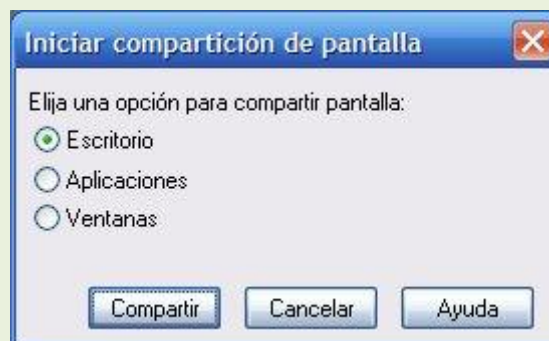 Iniciar compartición de pantalla
Elija una opción para compartir pantalla:
Escritorio
Aplicaciones
Ventanas
Compartir Cancelar Ayuda